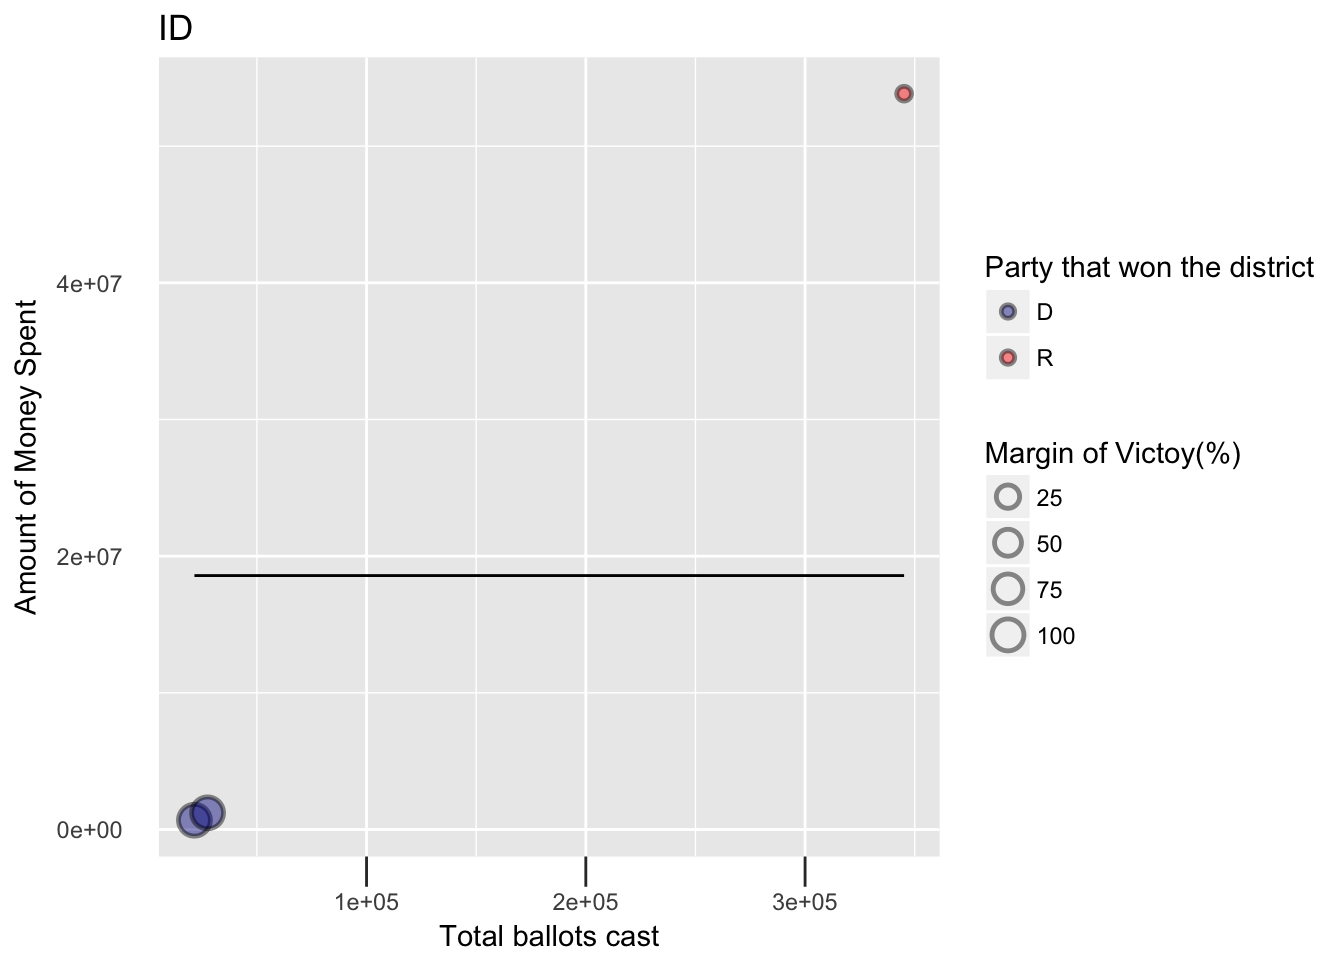 ID
Amount of Money Spent
4e+07
2e+07
0e+00
1e+05 2e+05 3e+05
Total ballots cast
Party that won the district
D
R
Margin of Victoy(%)
25
50
75
100